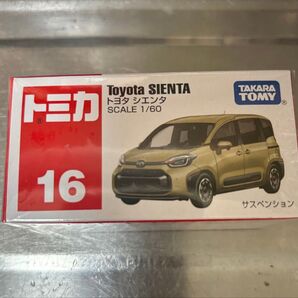 トミカ
16
Toyota SIENTA
トヨタ シエンタ
SCALE 1/60
TAKARA
TOMY
サスペンション